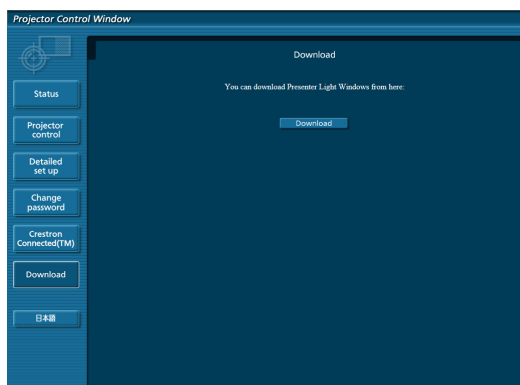 Projector Control Window
Download
You can download Presenter Light Windows from here:
Download
Status
Projector
control
Detailed
set up
Change
password
Crestron
Connected(TM)
Download
日本語